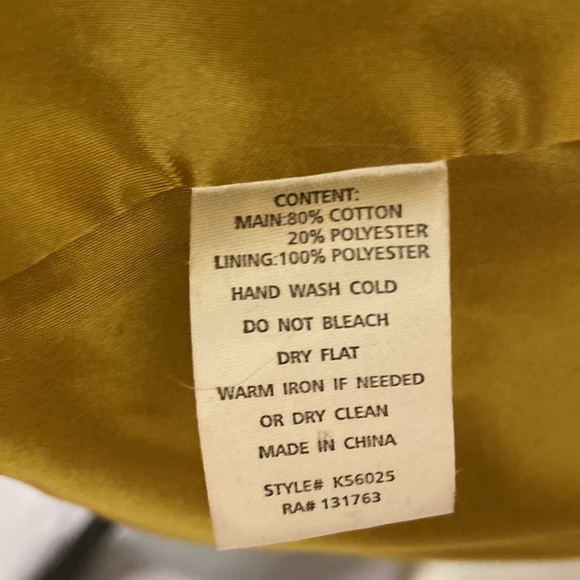 CONTENT:
MAIN:80% COTTON
20% POLYESTER
LINING:100% POLYESTER
HAND WASH COLD
DO NOT BLEACH
DRY FLAT
WARM IRON IF NEEDED
OR DRY CLEAN
MADE IN CHINA
STYLE# K56025
RA# 131763